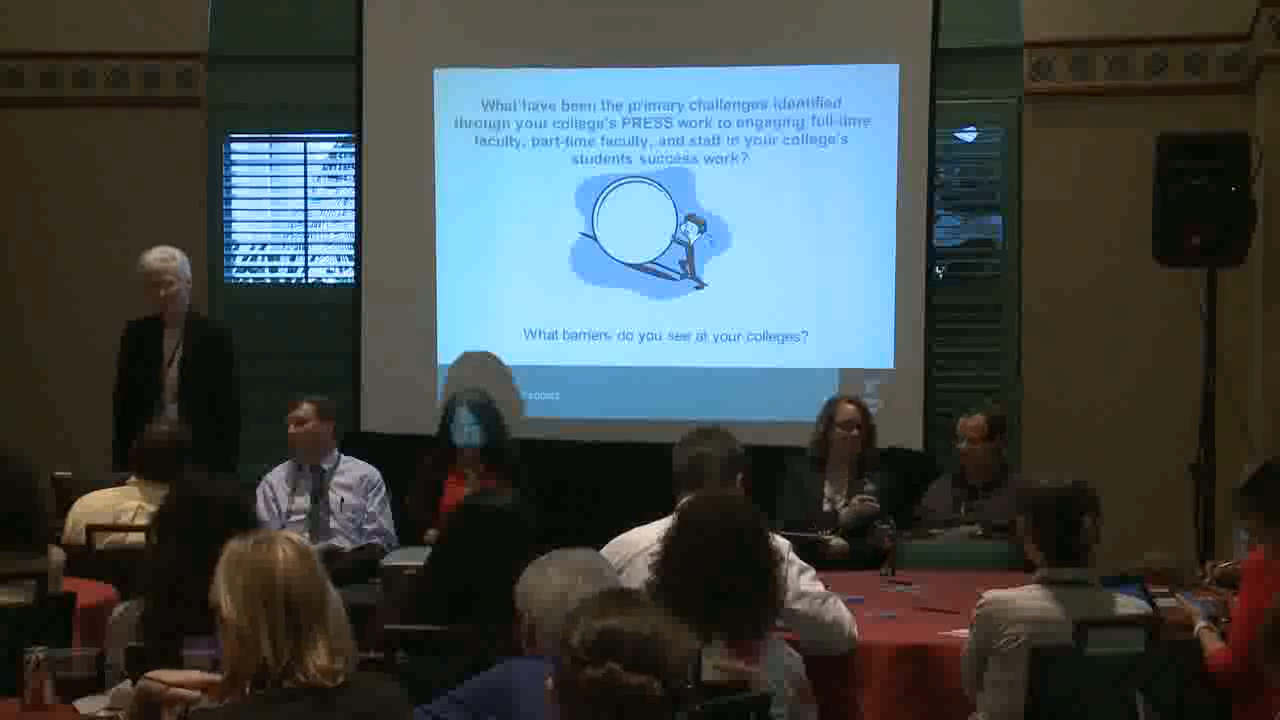 What have been the primary challenges identified
through your college's PRESS work to engaging full-time
faculty, part-time faculty, and staff in your college's
students success work?
What barriers do you see at your colleges?